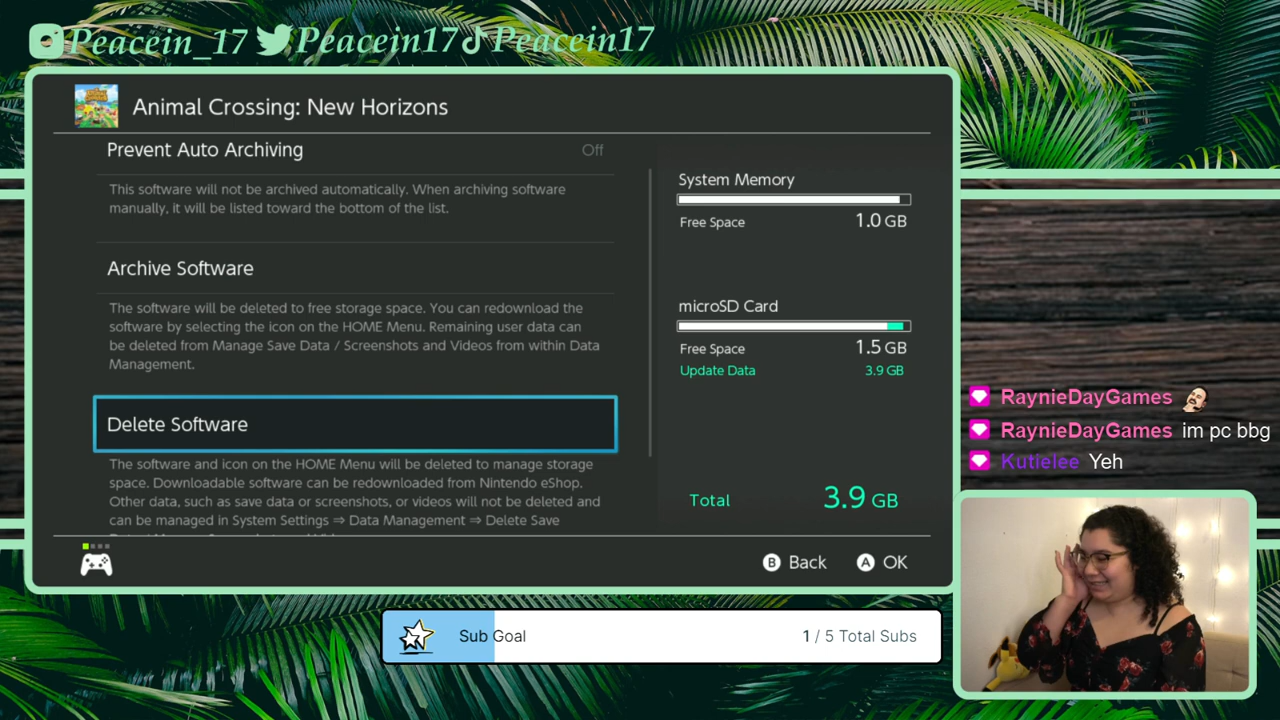 Peacein_17 Peacein17 Peacein17
Animal Crossing: New Horizons
Prevent Auto Archiving Off
This software will not be archived automatically. When archiving software
manually, it will be listed toward the bottom of the list.
Archive Software
The software will be deleted to free storage space. You can redownload the
software by selecting the icon on the HOME Menu. Remaining user data can
be deleted from Manage Save Data / Screenshots and Videos from within Data
Management.
Delete Software
The software and icon on the HOME Menu will be deleted to manage storage
space. Downloadable software can be redownloaded from Nintendo eShop.
Other data, such as save data or screenshots, or videos will not be deleted and
can be managed in System Settings ⇒ Data Management ⇒ Delete Save
System Memory
Free Space 1.0 GB
microSD Card
Free Space 1.5 GB
Update Data 3.9 GB
Total 3.9 GB
B Back A OK
RaynieDayGames
RaynieDayGames im pc bbg
Kutielee Yeh
Sub Goal 1 / 5 Total Subs